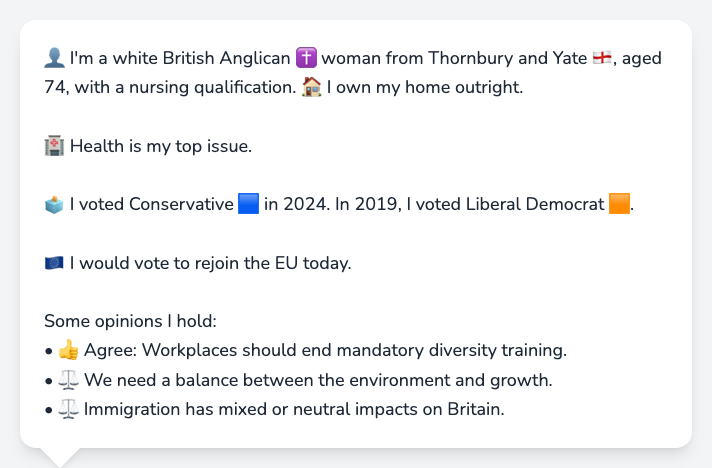 👤 I'm a white British Anglican ✝️ woman from Thornbury and Yate 🏴󠁧󠁢󠁥󠁮󠁧󠁿, aged
74, with a nursing qualification. 🏠 I own my home outright.
🏥 Health is my top issue.
🗳️ I voted Conservative 🟦 in 2024. In 2019, I voted Liberal Democrat 🟧.
🇪🇺 I would vote to rejoin the EU today.
Some opinions I hold:
• 👍 Agree: Workplaces should end mandatory diversity training.
• ⚖️ We need a balance between the environment and growth.
• ⚖️ Immigration has mixed or neutral impacts on Britain.